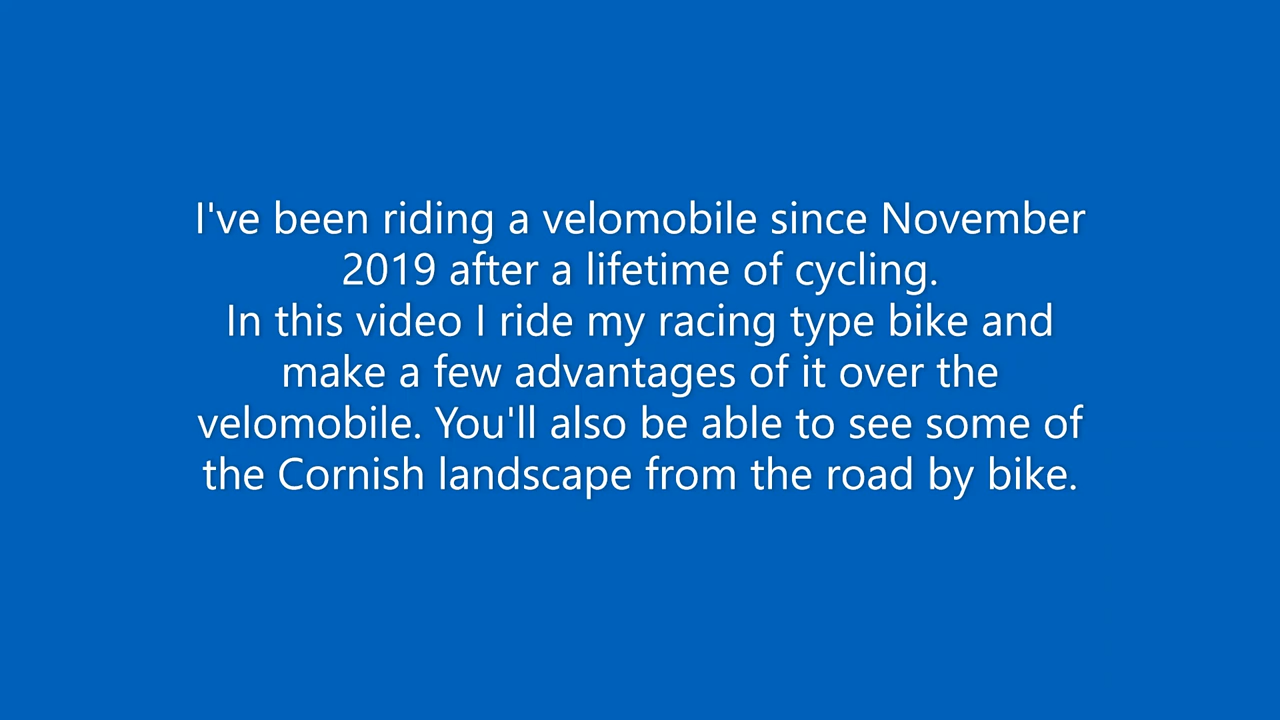 I've been riding a velomobile since November
2019 after a lifetime of cycling.
In this video I ride my racing type bike and
make a few advantages of it over the
velomobile. You'll also be able to see some of
the Cornish landscape from the road by bike.